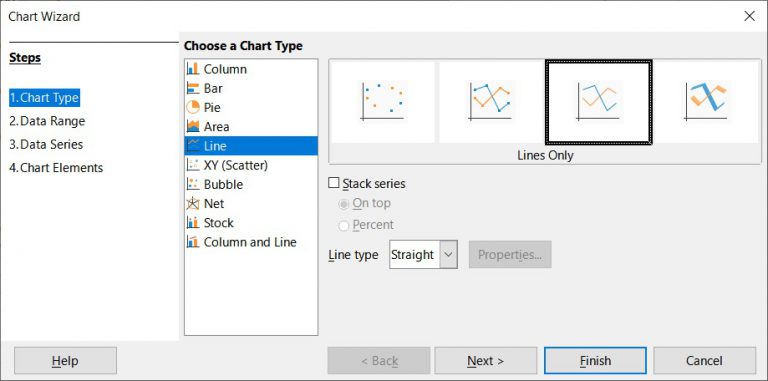 Chart Wizard
Steps
1.Chart Type
2.Data Range
3.Data Series
4.Chart Elements
Choose a Chart Type
Column
Bar
Pie
Area
Line
XY (Scatter)
Bubble
Net
Stock
Column and Line
Lines Only
Stack series
On top
Percent
Line type Straight Properties...
Help < Back Next > Finish Cancel